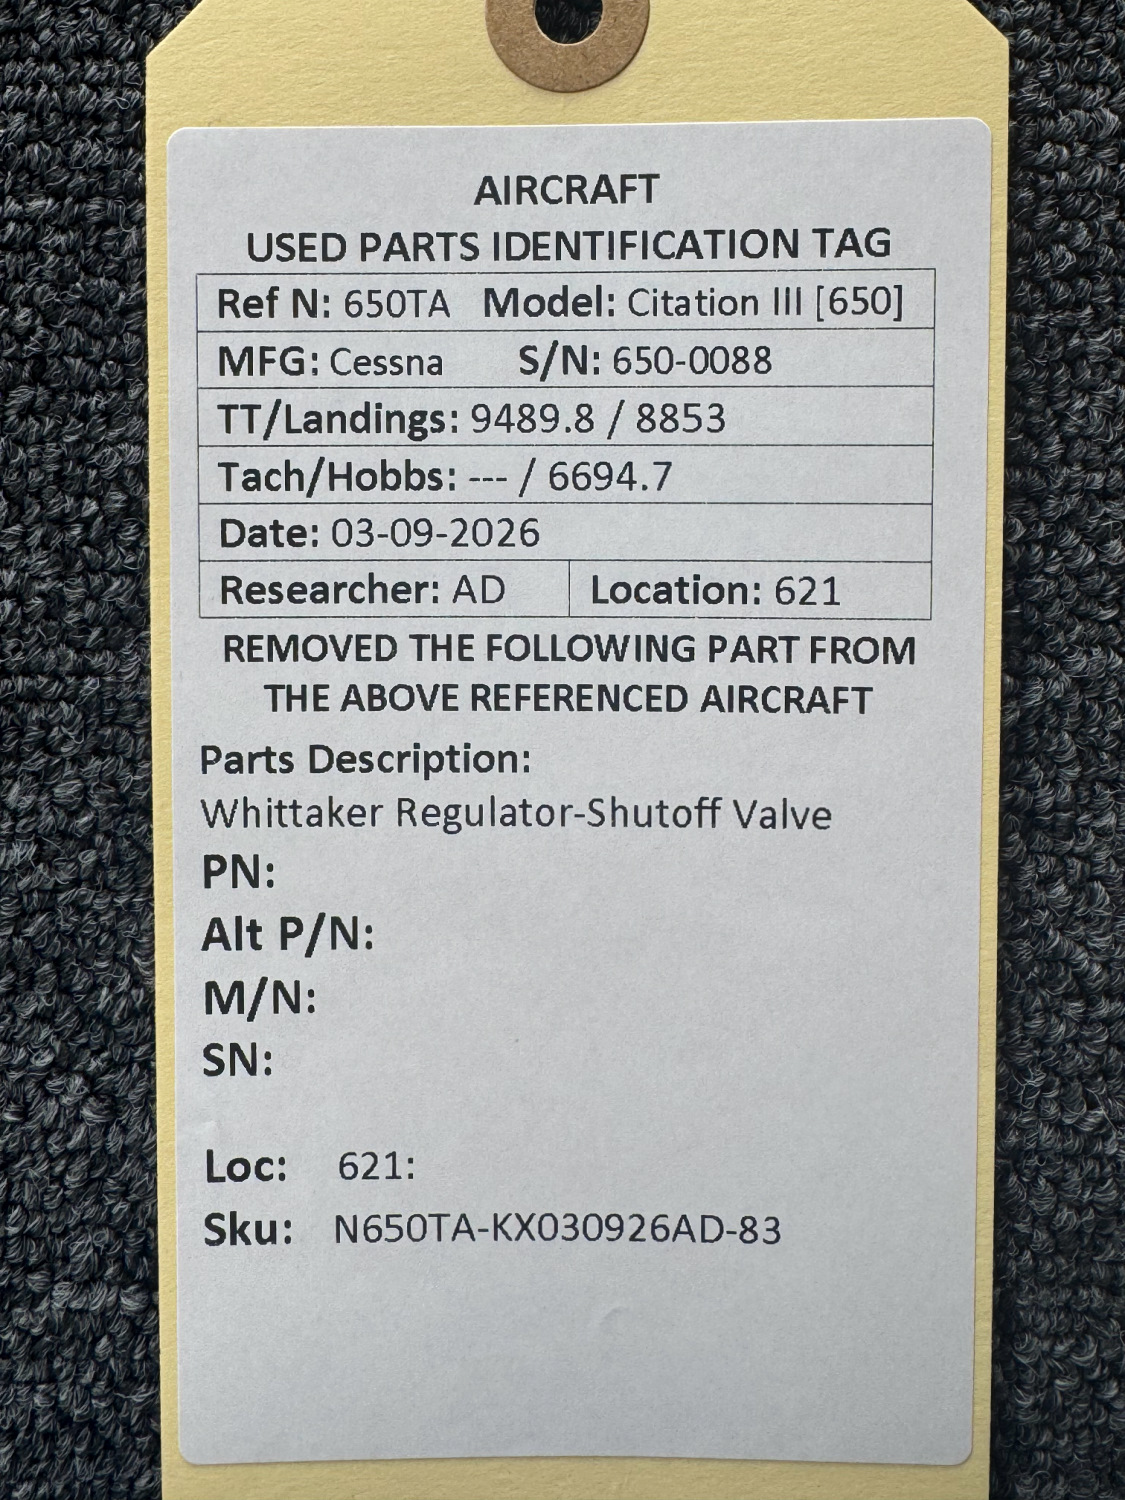 AIRCRAFT
USED PARTS IDENTIFICATION TAG
Ref N: 650TA Model: Citation III [650]
MFG: Cessna S/N: 650-0088
TT/Landings: 9489.8 / 8853
Tach/Hobbs: --- / 6694.7
Date: 03-09-2026
Researcher: AD Location: 621
REMOVED THE FOLLOWING PART FROM
THE ABOVE REFERENCED AIRCRAFT
Parts Description:
Whittaker Regulator-Shutoff Valve
PN:
Alt P/N:
M/N:
SN:
Loc: 621:
Sku: N650TA-KX030926AD-83